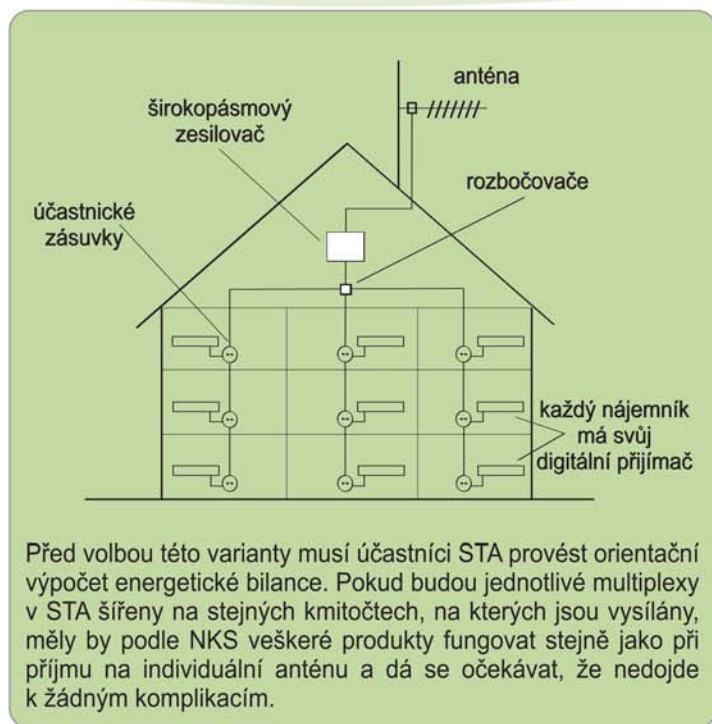 anténa
širokopásmový
zesilovač
rozbočovače
účastnické
zásuvky
každý nájemník
má svůj
digitální přijímač
Před volbou této varianty musí účastníci STA provést orientační
výpočet energetické bilance. Pokud budou jednotlivé multiplexy
v STA šířeny na stejných kmitočtech, na kterých jsou vysílány,
měly by podle NKS veškeré produkty fungovat stejně jako při
příjmu na individuální anténu a dá se očekávat, že nedojde
k žádným komplikacím.